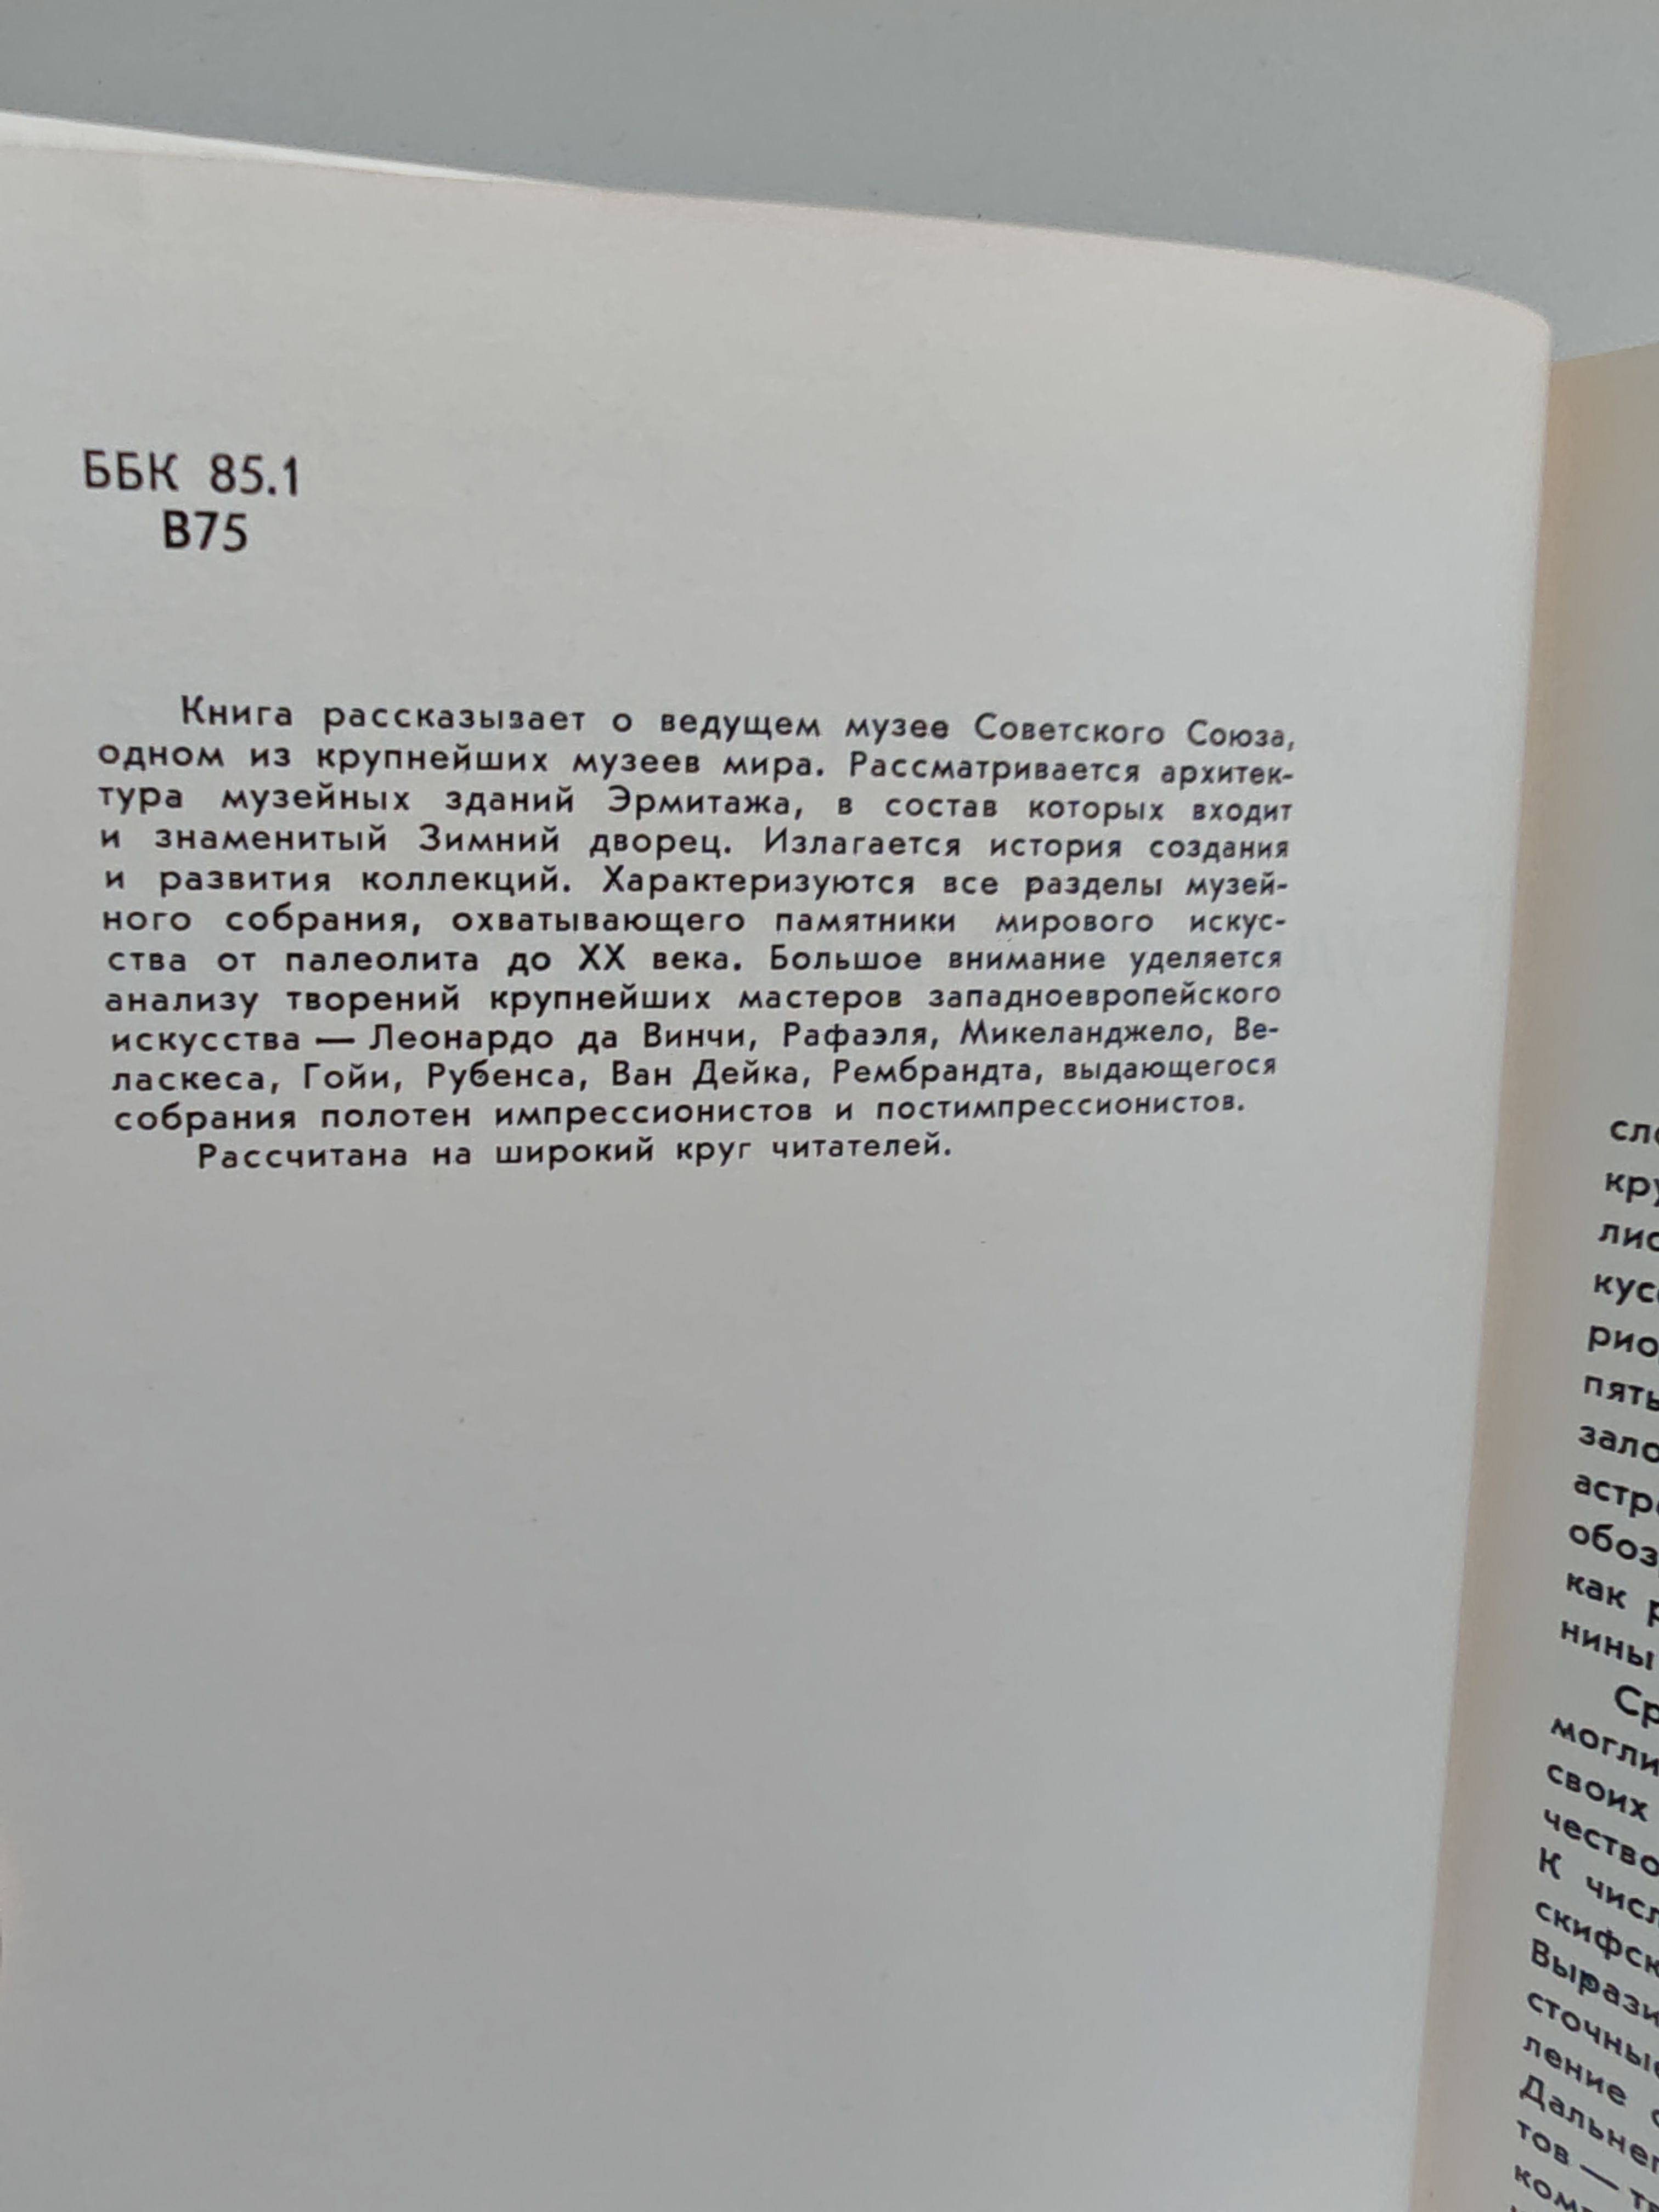 ББК 85.1
В75
Книга рассказывает о ведущем музее Советского Союза,
одном из крупнейших музеев мира. Рассматривается архитек-
тура музейных зданий Эрмитажа, в состав которых входит
и знаменитый Зимний дворец. Излагается история создания
и развития коллекций. Характеризуются все разделы музей-
ного собрания, охватывающего памятники мирового искус-
ства от палеолита до XX века. Большое внимание уделяется
анализу творений крупнейших мастеров западноевропейского
искусства — Леонардо да Винчи, Рафаэля, Микеланджело, Ве-
ласкеса, Гойи, Рубенса, Ван Дейка, Рембрандта, выдающегося
собрания полотен импрессионистов и постимпрессионистов.
Рассчитана на широкий круг читателей.
как
нины
могли
своих
К
ление
тов —